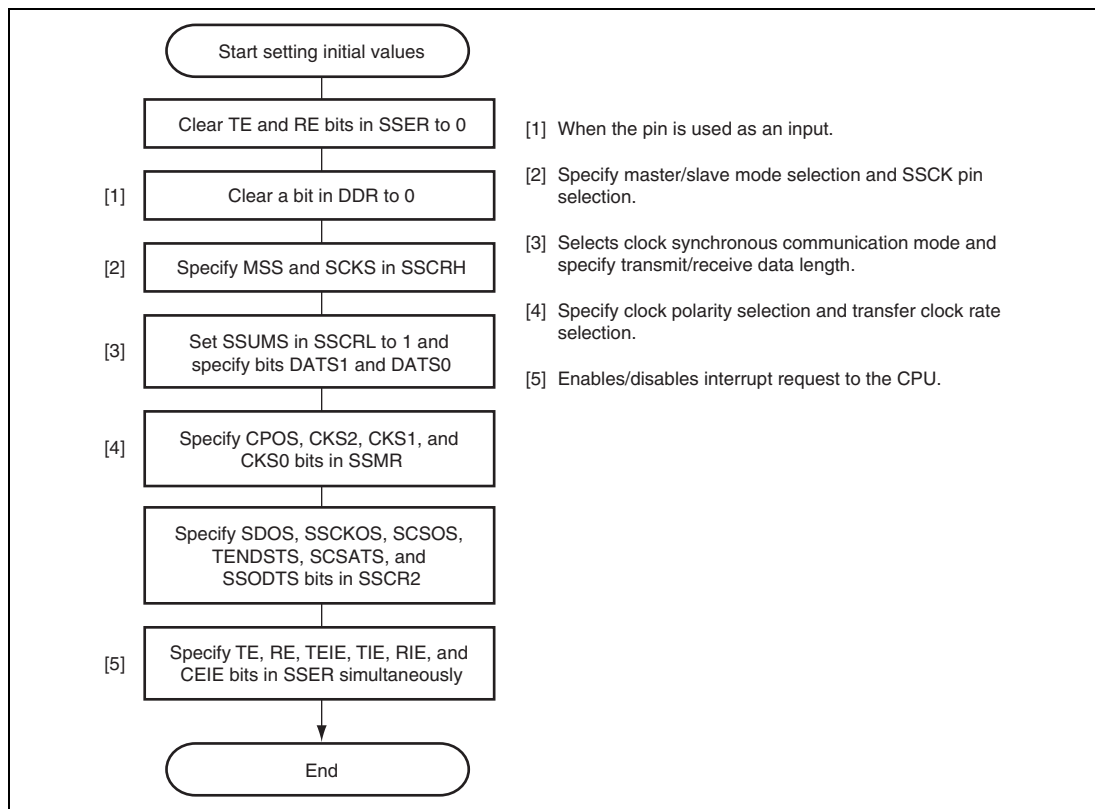 Start setting initial values
Clear TE and RE bits in SSER to 0
[1]
Clear a bit in DDR to 0
[2]
Specify MSS and SCKS in SSCRH
[3]
Set SSUMS in SSCRL to 1 and
specify bits DATS1 and DATS0
[4]
Specify CPOS, CKS2, CKS1, and
CKS0 bits in SSMR
Specify SDOS, SSCKOS, SCSOS,
TENDSTS, SCSATS, and
SSODTS bits in SSCR2
[5]
Specify TE, RE, TEIE, TIE, RIE, and
CEIE bits in SSER simultaneously
End
[1] When the pin is used as an input.
[2] Specify master/slave mode selection and SSCK pin
selection.
[3] Selects clock synchronous communication mode and
specify transmit/receive data length.
[4] Specify clock polarity selection and transfer clock rate
selection.
[5] Enables/disables interrupt request to the CPU.